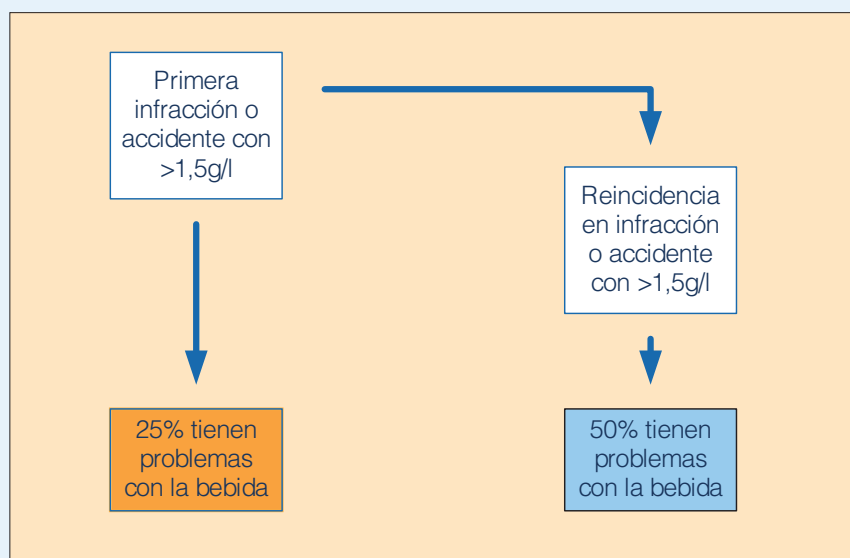 Primera
infracción o
accidente con
>1,5g/l
Reincidencia
en infracción
o accidente
con >1,5g/l
25% tienen
problemas
con la bebida
50% tienen
problemas
con la bebida